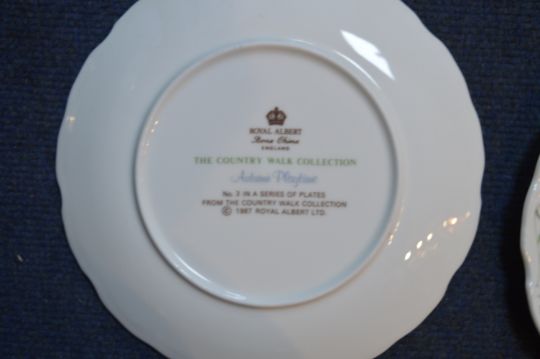 ROYAL ALBERT
Bone China
ENGLAND
THE COUNTRY WALK COLLECTION
Autumn Playtime
No. 3 IN A SERIES OF PLATES
FROM THE COUNTRY WALK COLLECTION
© 1987 ROYAL ALBERT LTD.